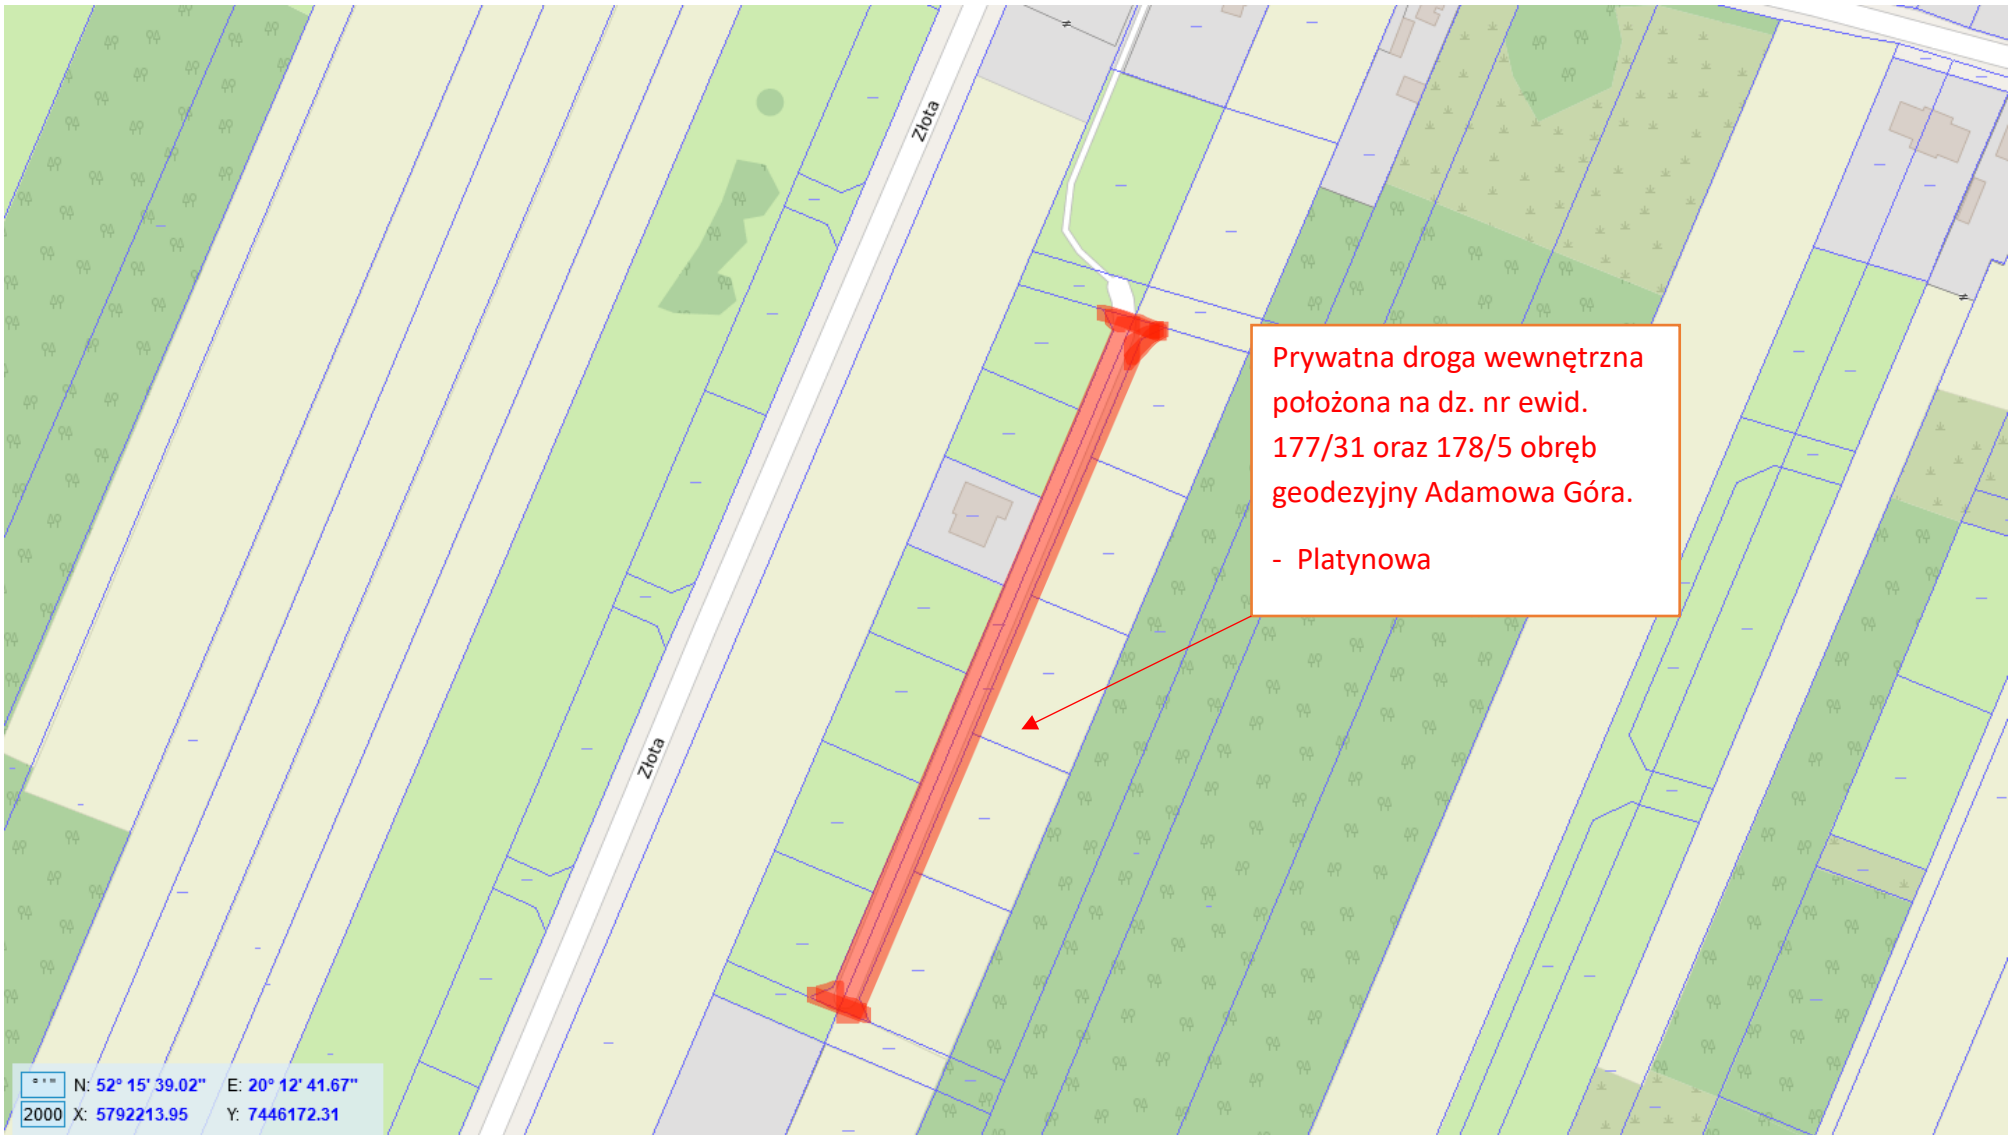 Złota
Prywatna droga wewnętrzna
położona na dz. nr ewid.
177/31 oraz 178/5 obręb
geodezyjny Adamowa Góra.
- Platynowa
Złota
° ' " N: 52° 15' 39.02" E: 20° 12' 41.67"
2000 X: 5792213.95 Y: 7446172.31